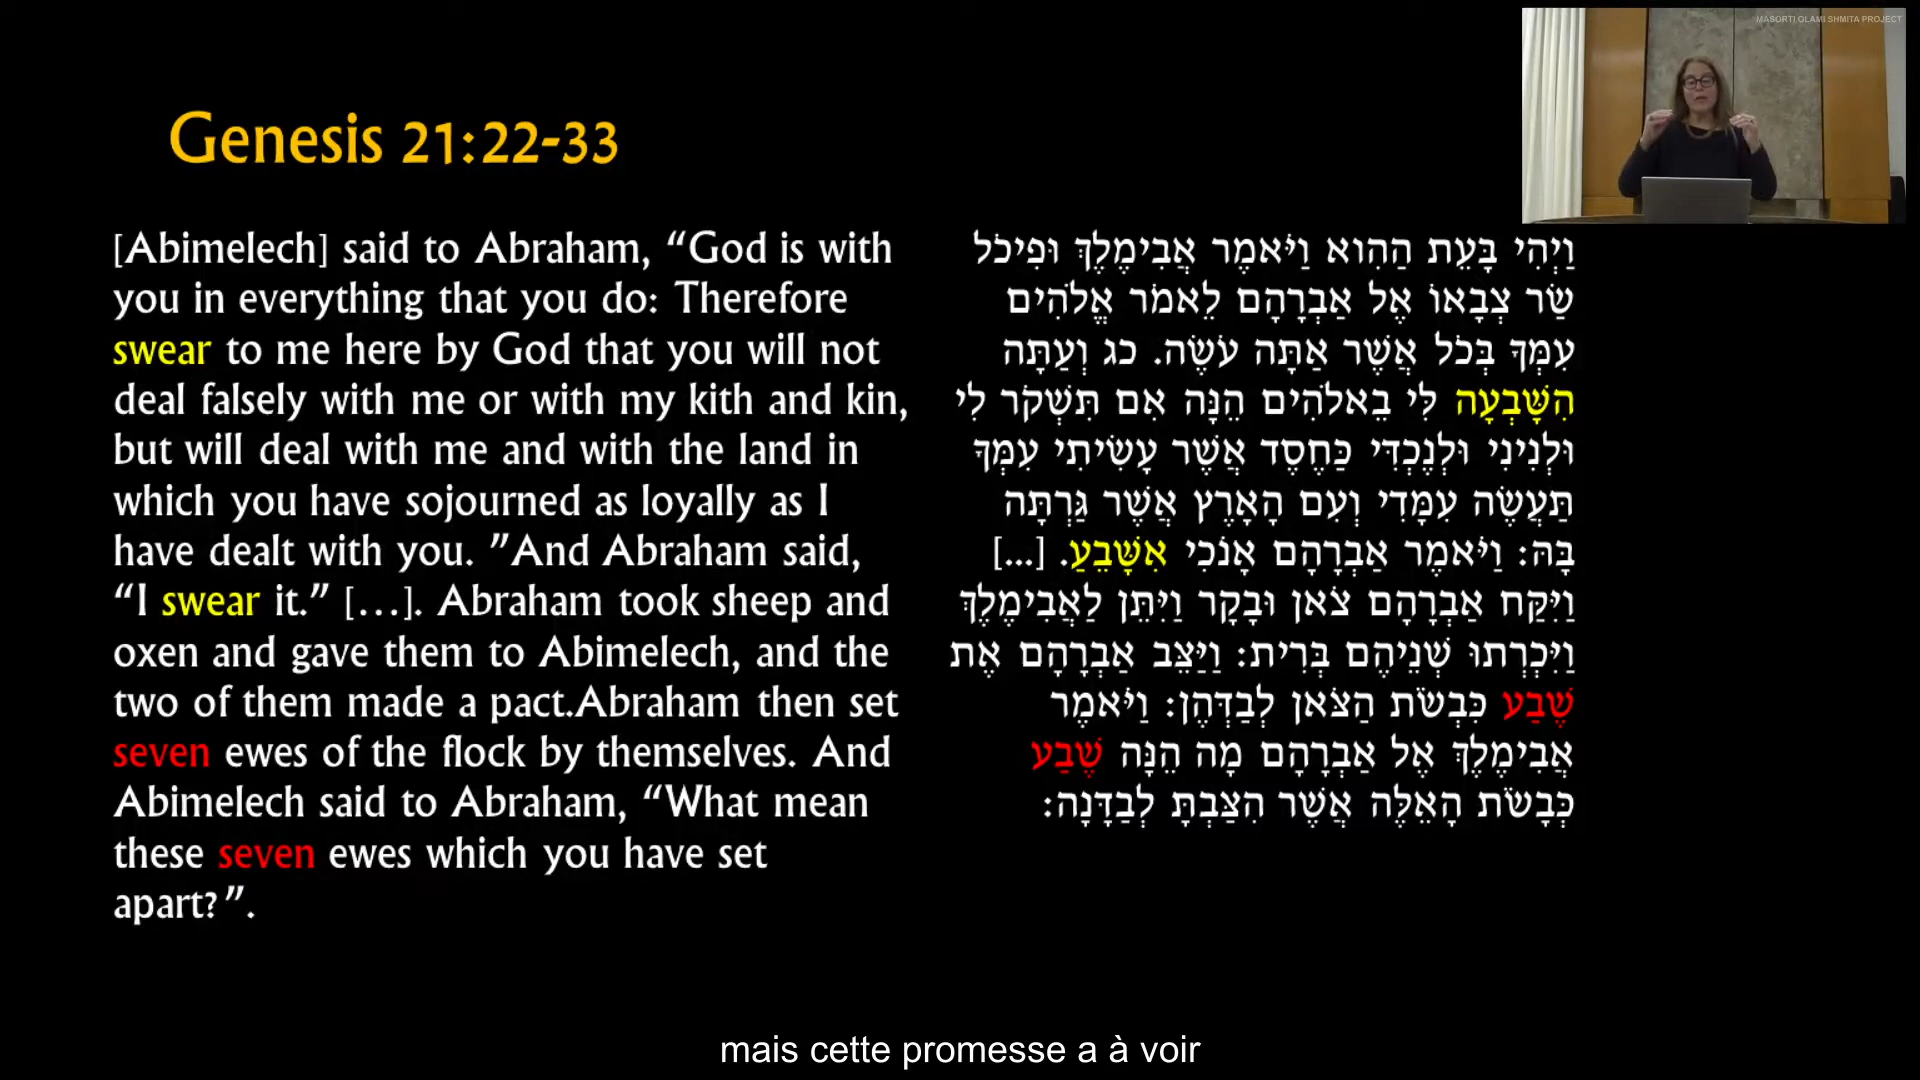 MASORTI OLAMI SHMITA PROJECT
Genesis 21:22-33
[Abimelech] said to Abraham, “God is with
you in everything that you do: Therefore
swear to me here by God that you will not
deal falsely with me or with my kith and kin,
but will deal with me and with the land in
which you have sojourned as loyally as I
have dealt with you. ”And Abraham said,
“I swear it.” […]. Abraham took sheep and
oxen and gave them to Abimelech, and the
two of them made a pact.Abraham then set
seven ewes of the flock by themselves. And
Abimelech said to Abraham, “What mean
these seven ewes which you have set
apart?”.
וַיְהִי בָּעֵת הַהִוא וַיֹּאמֶר אֲבִימֶלֶךְ וּפִיכֹל
שַׂר צְבָאוֹ אֶל אַבְרָהָם לֵאמֹר אֱלֹהִים
עִמְּךָ בְּכֹל אֲשֶׁר אַתָּה עֹשֶׂה. כג וְעַתָּה
הִשָּׁבְעָה לִּי בֵאלֹהִים הֵנָּה אִם תִּשְׁקֹר לִי
וּלְנִינִי וּלְנֶכְדִּי כַּחֶסֶד אֲשֶׁר עָשִׂיתִי עִמְּךָ
תַּעֲשֶׂה עִמָּדִי וְעִם הָאָרֶץ אֲשֶׁר גַּרְתָּה
בָּהּ: וַיֹּאמֶר אַבְרָהָם אָנֹכִי אִשָּׁבֵעַ. [...]
וַיִּקַּח אַבְרָהָם צֹאן וּבָקָר וַיִּתֵּן לַאֲבִימֶלֶךְ
וַיִּכְרְתוּ שְׁנֵיהֶם בְּרִית: וַיַּצֵּב אַבְרָהָם אֶת
שֶׁבַע כִּבְשֹׂת הַצֹּאן לְבַדְּהֶן: וַיֹּאמֶר
אֲבִימֶלֶךְ אֶל אַבְרָהָם מָה הֵנָּה שֶׁבַע
כְּבָשֹׂת הָאֵלֶּה אֲשֶׁר הִצַּבְתָּ לְבַדָּנָה:
mais cette promesse a à voir